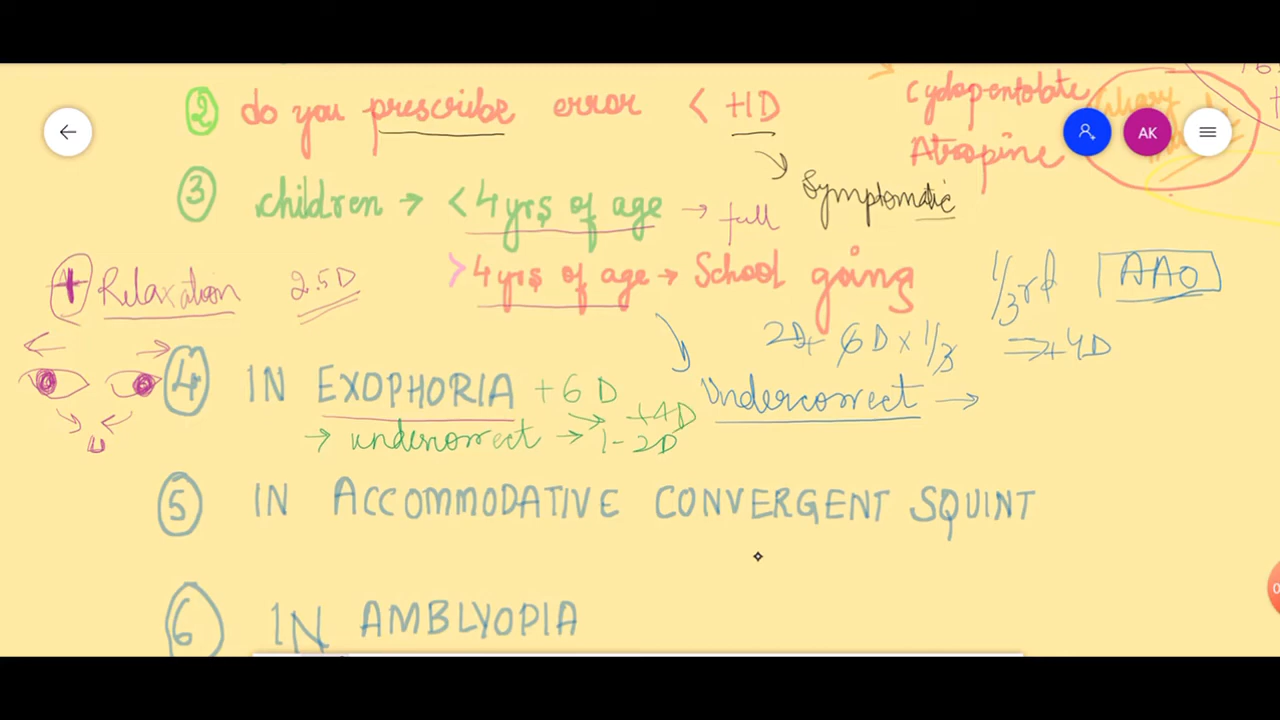 ② do you prescribe error < +1D
Cyclopentolate
Atropine
Symptomatic
③ children → < 4 yrs of age → full
> 4 yrs of age → School going
1/3rd AAO
+ Relaxation 2.5D
2D + 6D × 1/3 ⇒ +4D
Undercorrect →
④ IN EXOPHORIA +6 D
→ +4D
→ undercorrect → 1-2D
⑤ IN ACCOMMODATIVE CONVERGENT SQUINT
⑥ IN AMBLYOPIA
AK